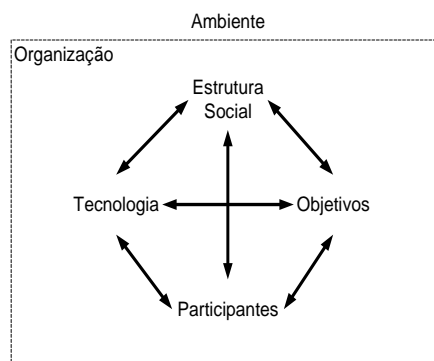 Ambiente
Organização
Estrutura
Social
Tecnologia
Objetivos
Participantes